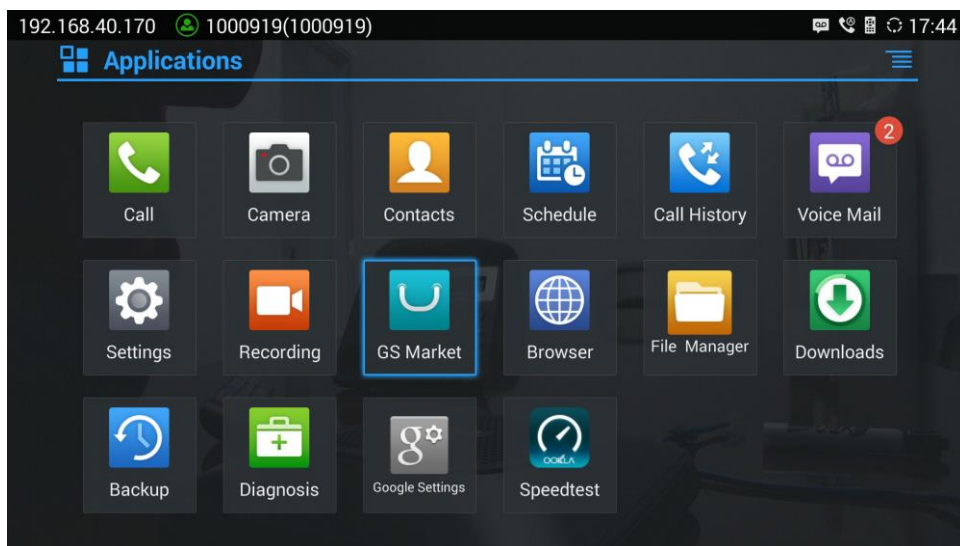 192.168.40.170 1000919(1000919) 17:44
Applications
2
Call Camera Contacts Schedule Call History Voice Mail
Settings Recording GS Market Browser File Manager Downloads
g
OOKLA
Backup Diagnosis Google Settings Speedtest